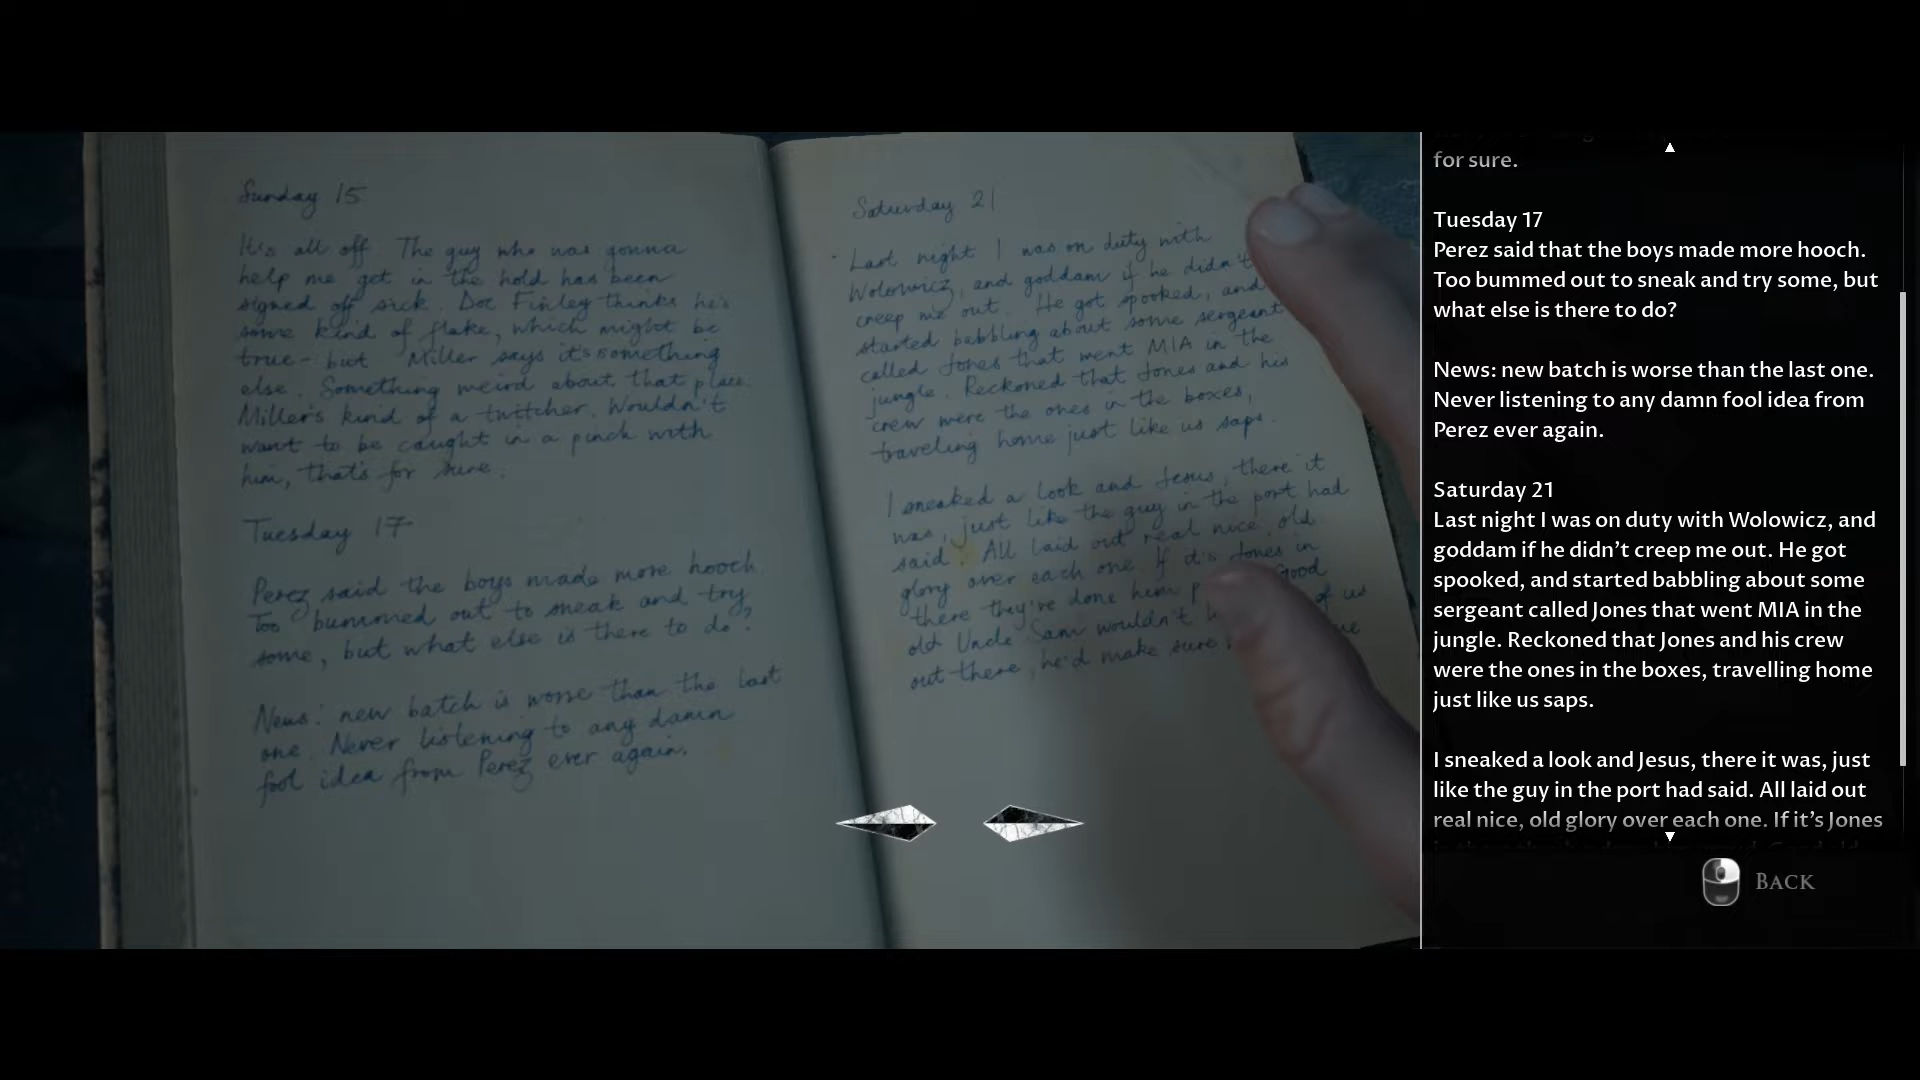 Sunday 15
It's all off. The guy who was gonna
help me get in the hold has been
signed off sick. Doc Finley thinks he's
some kind of flake, which might be
true - but Miller says it's something
else. Something weird about that place.
Miller's kind of a twitcher. Wouldn't
want to be caught in a pinch with
him, that's for sure.
Tuesday 17
Perez said the boys made more hooch.
Too bummed out to sneak and try
some, but what else is there to do?
News: new batch is worse than the last
one. Never listening to any damn
fool idea from Perez ever again.
Saturday 21
Last night I was on duty with
Wolowicz, and goddam if he didn't
creep me out. He got spooked, and
started babbling about some sergeant
called Jones that went MIA in the
jungle. Reckoned that Jones and his
crew were the ones in the boxes,
traveling home just like us saps.
I sneaked a look and Jesus, there it
was, just like the guy in the port had
said. All laid out real nice, old
glory over each one. If it's Jones in
there they've done him Good
old Uncle Sam wouldn't of us
out there, he'd make sure
for sure.
Tuesday 17
Perez said that the boys made more hooch.
Too bummed out to sneak and try some, but
what else is there to do?
News: new batch is worse than the last one.
Never listening to any damn fool idea from
Perez ever again.
Saturday 21
Last night I was on duty with Wolowicz, and
goddam if he didn't creep me out. He got
spooked, and started babbling about some
sergeant called Jones that went MIA in the
jungle. Reckoned that Jones and his crew
were the ones in the boxes, travelling home
just like us saps.
I sneaked a look and Jesus, there it was, just
like the guy in the port had said. All laid out
real nice, old glory over each one. If it's Jones
BACK